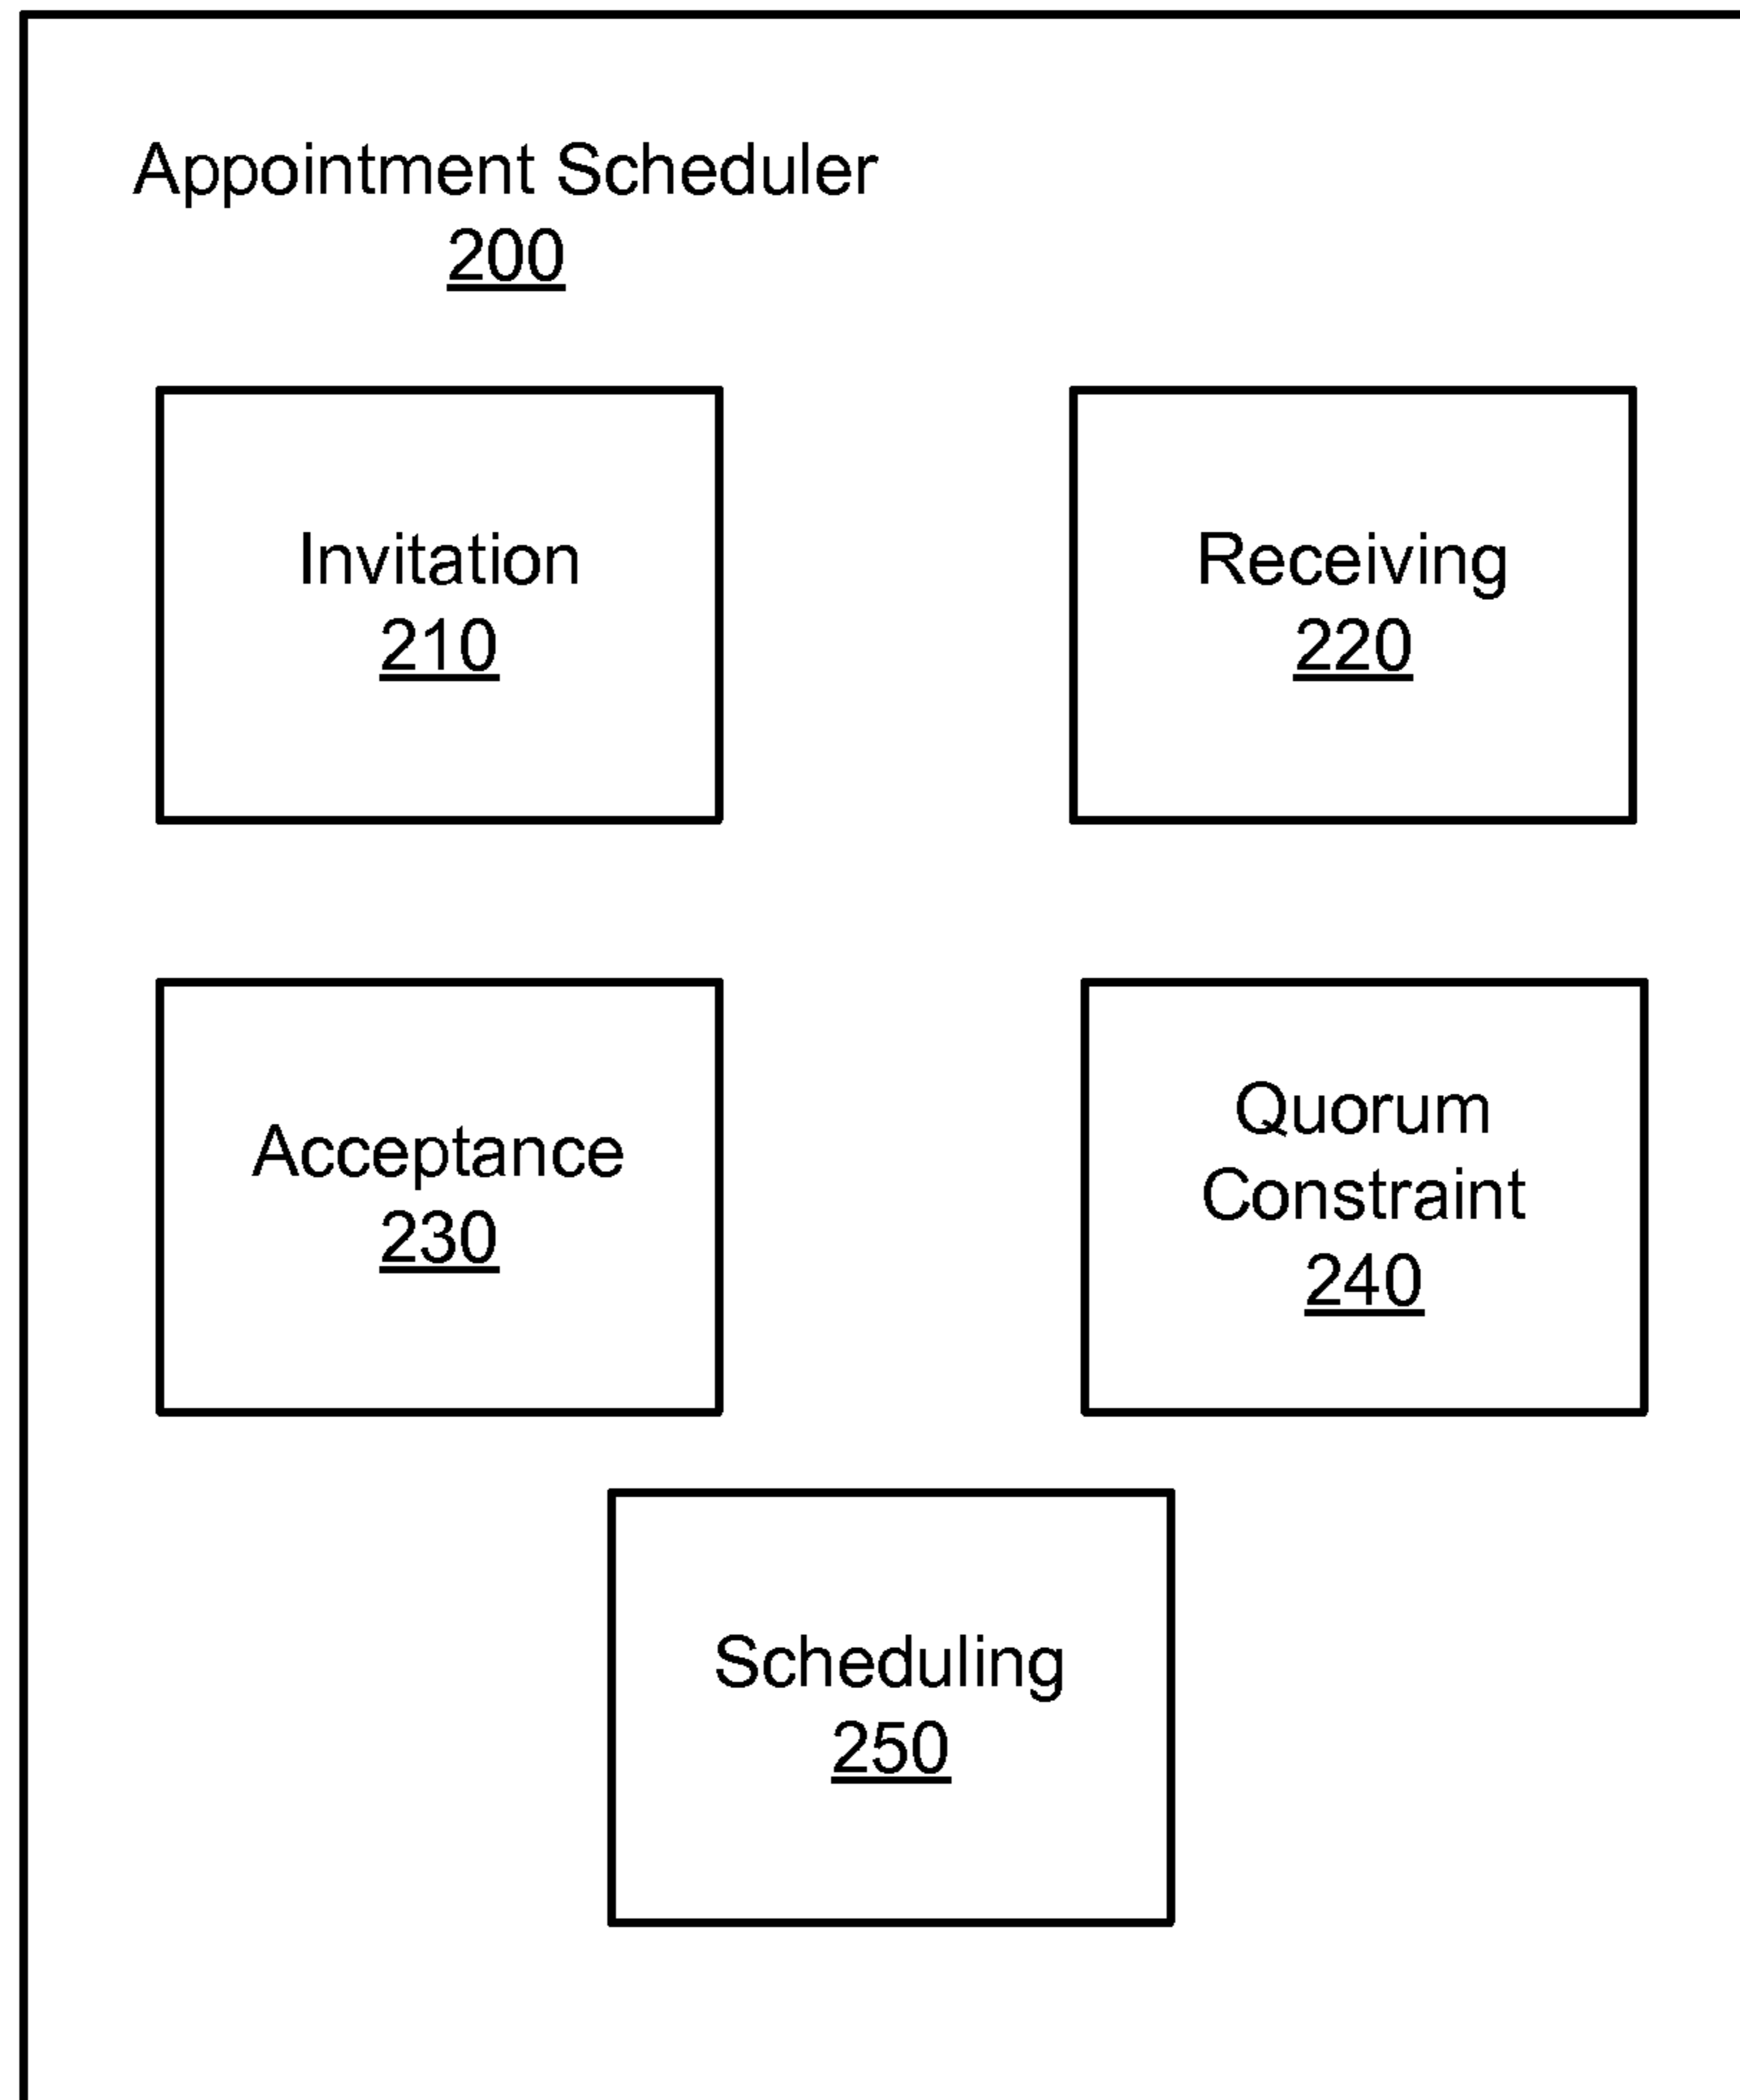 Appointment Scheduler
200
Invitation
210
Receiving
220
Acceptance
230
Quorum
Constraint
240
Scheduling
250